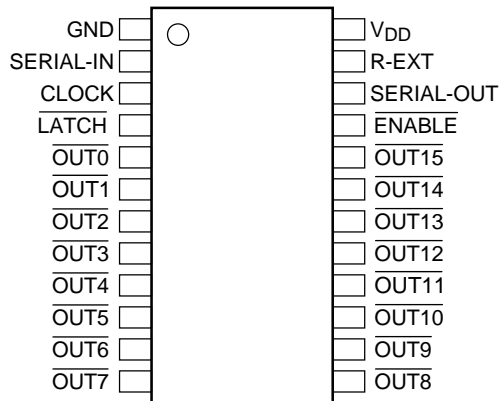 GND VDD
SERIAL-IN R-EXT
CLOCK SERIAL-OUT
LATCH ENABLE
OUT0 OUT15
OUT1 OUT14
OUT2 OUT13
OUT3 OUT12
OUT4 OUT11
OUT5 OUT10
OUT6 OUT9
OUT7 OUT8